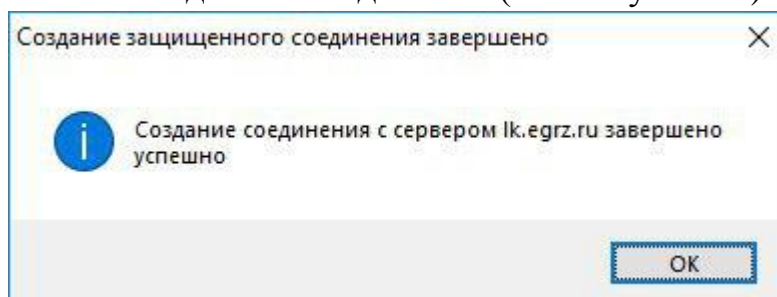 Создание защищенного соединения завершено
Создание соединения с сервером lk.egrz.ru завершено
успешно
OK